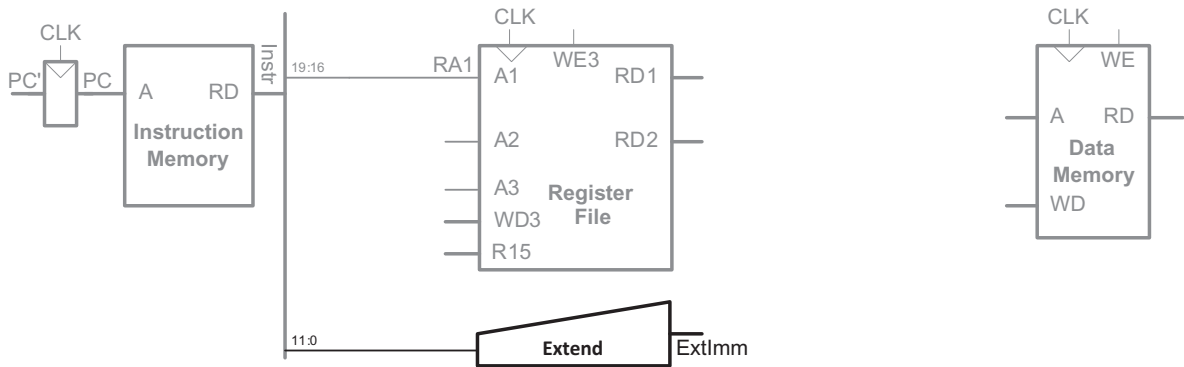 CLK
CLK
CLK
PC'
PC
A RD
Instruction
Memory
Instr
19:16
RA1
A1
WE3
RD1
A2
RD2
A3
Register
File
WD3
R15
WE
A RD
Data
Memory
WD
11:0
Extend
ExtImm